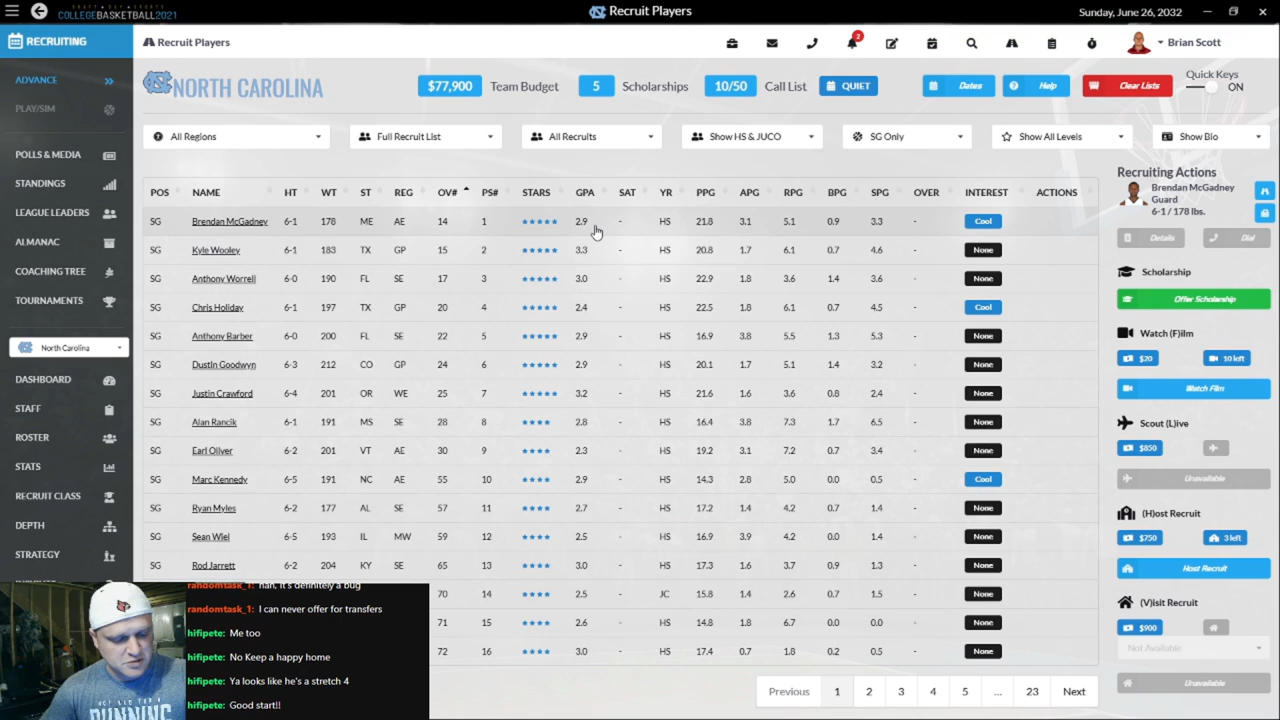 DRAFT DAY SPORTS
COLLEGEBASKETBALL2021
Recruit Players
Sunday, June 26, 2032
RECRUITING
Recruit Players
2
Brian Scott
ADVANCE
PLAY/SIM
POLLS & MEDIA
STANDINGS
LEAGUE LEADERS
ALMANAC
COACHING TREE
TOURNAMENTS
North Carolina
DASHBOARD
STAFF
ROSTER
STATS
RECRUIT CLASS
DEPTH
STRATEGY
NORTH CAROLINA
$77,900 Team Budget 5 Scholarships 10/50 Call List QUIET Dates Help Clear Lists Quick Keys ON
All Regions Full Recruit List All Recruits Show HS & JUCO SG Only Show All Levels Show Bio
POS NAME HT WT ST REG OV# PS# STARS GPA SAT YR PPG APG RPG BPG SPG OVER INTEREST ACTIONS
SG Brendan McGadney 6-1 178 ME AE 14 1 ★★★★★ 2.9 - HS 21.8 3.1 5.1 0.9 3.3 - Cool
SG Kyle Wooley 6-1 183 TX GP 15 2 ★★★★★ 3.3 - HS 20.8 1.7 6.1 0.7 4.6 - None
SG Anthony Worrell 6-0 190 FL SE 17 3 ★★★★★ 3.0 - HS 22.9 1.8 3.6 1.4 3.6 - None
SG Chris Holiday 6-1 197 TX GP 20 4 ★★★★★ 2.4 - HS 22.5 1.8 6.1 0.7 4.5 - Cool
SG Anthony Barber 6-0 200 FL SE 22 5 ★★★★★ 2.2 - HS 16.9 3.8 5.5 1.3 5.3 - None
SG Dustin Goodwyn 6-2 212 CO GP 24 6 ★★★★★ 2.9 - HS 20.1 1.7 5.1 1.4 3.2 - None
SG Justin Crawford 6-4 201 OR WE 25 7 ★★★★★ 3.2 - HS 21.6 1.6 3.6 0.8 2.4 - None
SG Alan Rancik 6-1 191 MS SE 28 8 ★★★★★ 2.8 - HS 16.4 3.8 7.3 1.7 6.5 - None
SG Earl Oliver 6-2 201 VT AE 30 9 ★★★★★ 2.3 - HS 19.2 3.1 7.2 0.7 3.4 - None
SG Marc Kennedy 6-5 191 NC AE 55 10 ★★★★ 2.9 - HS 14.3 2.8 5.0 0.0 0.5 - Cool
SG Ryan Myles 6-2 177 AL SE 57 11 ★★★★ 2.7 - HS 17.2 1.4 4.2 0.7 1.4 - None
SG Sean Wiel 6-5 193 IL MW 59 12 ★★★★ 2.5 - HS 16.9 3.9 4.2 0.0 1.4 - None
SG Rod Jarrett 6-2 204 KY SE 65 13 ★★★★ 3.0 - HS 17.3 1.6 3.7 0.9 1.3 - None
70 14 ★★★★ 2.5 - JC 15.8 1.4 2.6 0.7 1.5 - None
71 15 ★★★★ 2.6 - HS 14.8 1.8 6.7 0.0 0.0 - None
72 16 ★★★★ 3.0 - HS 17.4 0.7 1.8 0.2 0.5 - None
Previous 1 2 3 4 5 ... 23 Next
Recruiting Actions
Brendan McGadney
Guard
6-1 / 178 lbs.
Details Dial
Scholarship
Offer Scholarship
Watch (F)ilm
$20 10 left
Watch Film
Scout (L)ive
$850
Unavailable
(H)ost Recruit
$750 3 left
Host Recruit
(V)isit Recruit
$900
Not Available
Unavailable
randomtask_1: nah, it's definitely a bug
randomtask_1: I can never offer for transfers
hifipete: Me too
hifipete: No Keep a happy home
hifipete: Ya looks like he's a stretch 4
hifipete: Good start!!
RUNNING